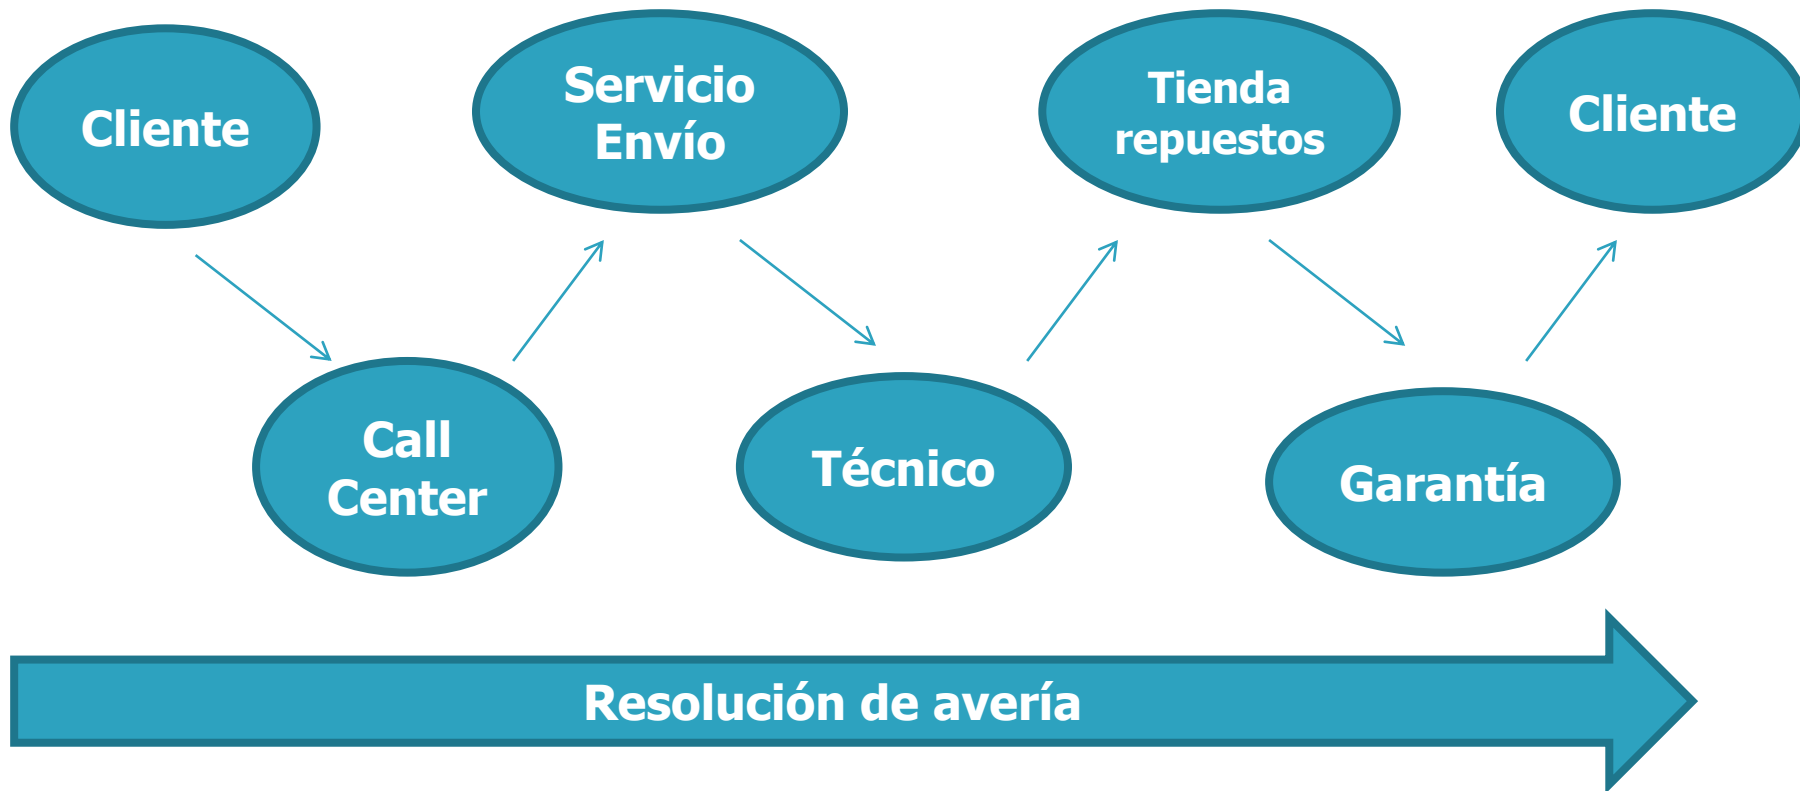 Cliente
Servicio
Envío
Tienda
repuestos
Cliente
Call
Center
Técnico
Garantía
Resolución de avería